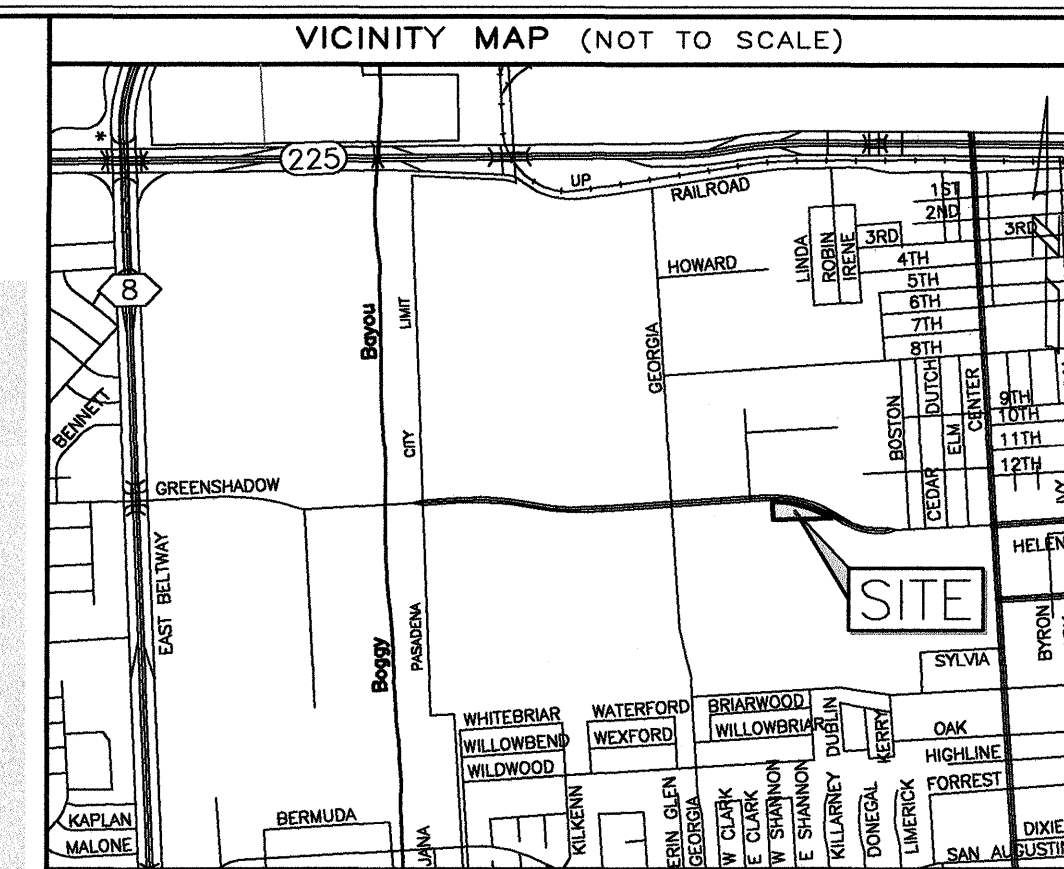 VICINITY MAP (NOT TO SCALE)
*
225
UP
RAILROAD
1ST
2ND
3RD
3RD
4TH
5TH
6TH
7TH
8TH
LINDA
ROBIN
IRENE
HOWARD
8
Bayou
LIMIT
GEORGIA
BENNETT
CITY
BOSTON
DUTCH
CENTER
ELM
CEDAR
9TH
10TH
11TH
12TH
GREENSHADOW
HELEN
EAST BELTWAY
SITE
PASADENA
Boggy
BYRON
SYLVIA
WHITEBRIAR
WATERFORD
BRIARWOOD
WILLOWBEND
WEXFORD
WILLOWBRIAR
DUBLIN
KERRY
OAK
WILDWOOD
HIGHLINE
FORREST
KAPLAN
MALONE
BERMUDA
JANA
KILKENN
ERIN GLEN
GEORGIA
W CLARK
E CLARK
W SHANNON
E SHANNON
KILLARNEY
DONEGAL
LIMERICK
DIXIE
SAN AUGUSTIN